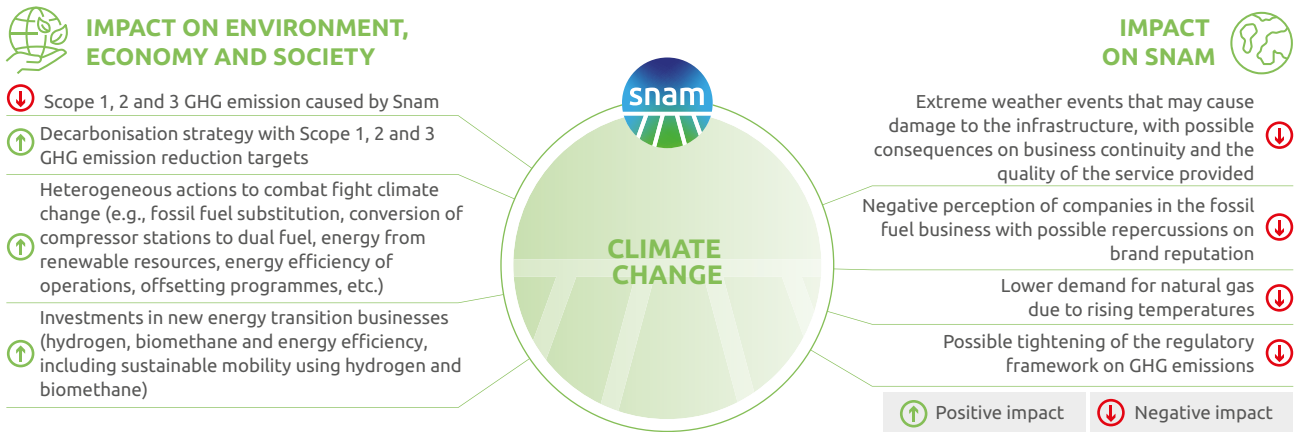 IMPACT ON ENVIRONMENT,
ECONOMY AND SOCIETY
Scope 1, 2 and 3 GHG emission caused by Snam
Decarbonisation strategy with Scope 1, 2 and 3
GHG emission reduction targets
Heterogeneous actions to combat fight climate
change (e.g., fossil fuel substitution, conversion of
compressor stations to dual fuel, energy from
renewable resources, energy efficiency of
operations, offsetting programmes, etc.)
Investments in new energy transition businesses
(hydrogen, biomethane and energy efficiency,
including sustainable mobility using hydrogen and
biomethane)
snam
CLIMATE
CHANGE
IMPACT
ON SNAM
Extreme weather events that may cause
damage to the infrastructure, with possible
consequences on business continuity and the
quality of the service provided
Negative perception of companies in the fossil
fuel business with possible repercussions on
brand reputation
Lower demand for natural gas
due to rising temperatures
Possible tightening of the regulatory
framework on GHG emissions
Positive impact
Negative impact